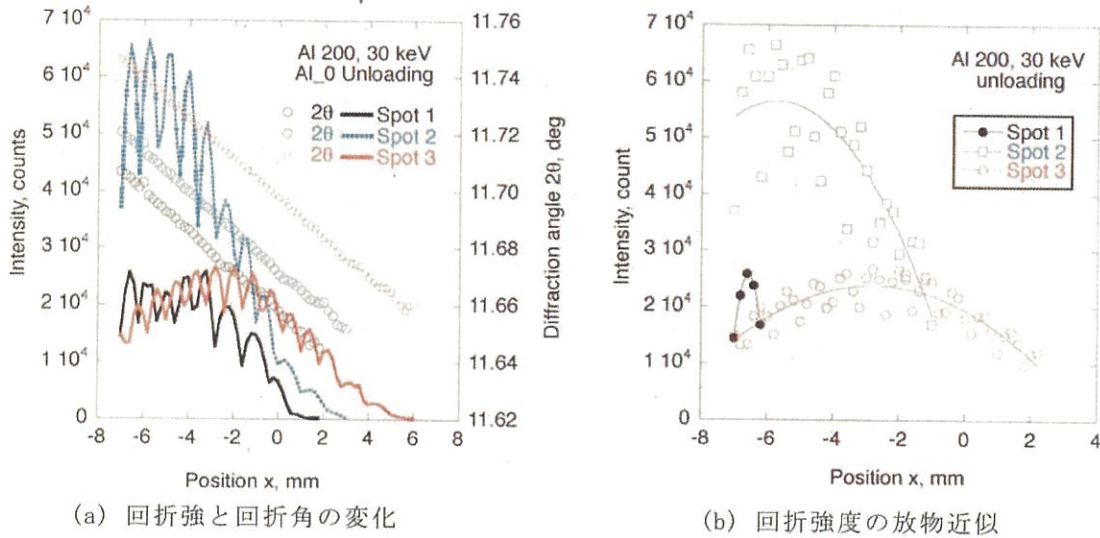 7 10⁴
6 10⁴
5 10⁴
4 10⁴
3 10⁴
2 10⁴
1 10⁴
0
Intensity, counts
Al 200, 30 keV
Al_0 Unloading
2θ Spot 1
2θ Spot 2
2θ Spot 3
11.76
11.74
11.72
11.70
11.68
11.66
11.64
11.62
Diffraction angle 2θ, deg
-8 -6 -4 -2 0 2 4 6 8
Position x, mm
(a) 回折強と回折角の変化
7 10⁴
6 10⁴
5 10⁴
4 10⁴
3 10⁴
2 10⁴
1 10⁴
0
Intensity, count
Al 200, 30 keV
unloading
Spot 1
Spot 2
Spot 3
-8 -6 -4 -2 0 2 4
Position x, mm
(b) 回折強度の放物近似